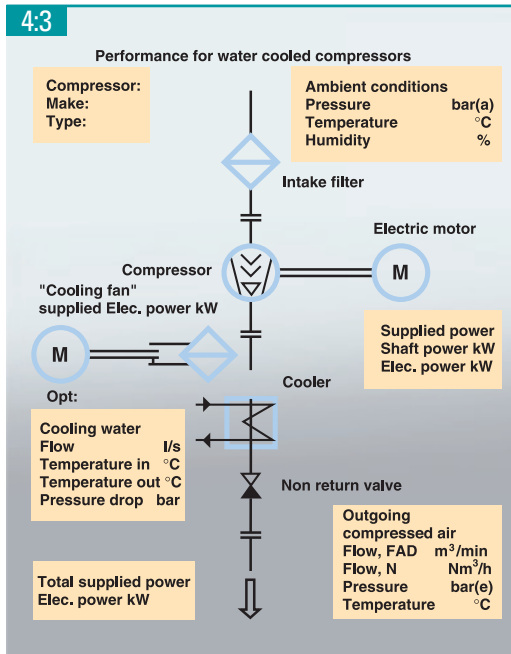 4:3
Performance for water cooled compressors
Compressor:
Make:
Type:
Ambient conditions
Pressure bar(a)
Temperature °C
Humidity %
Intake filter
Electric motor
M
Compressor
"Cooling fan"
supplied Elec. power kW
M
Opt:
Supplied power
Shaft power kW
Elec. power kW
Cooler
Cooling water
Flow l/s
Temperature in °C
Temperature out °C
Pressure drop bar
Non return valve
Outgoing
compressed air
Flow, FAD m³/min
Flow, N Nm³/h
Pressure bar(e)
Temperature °C
Total supplied power
Elec. power kW